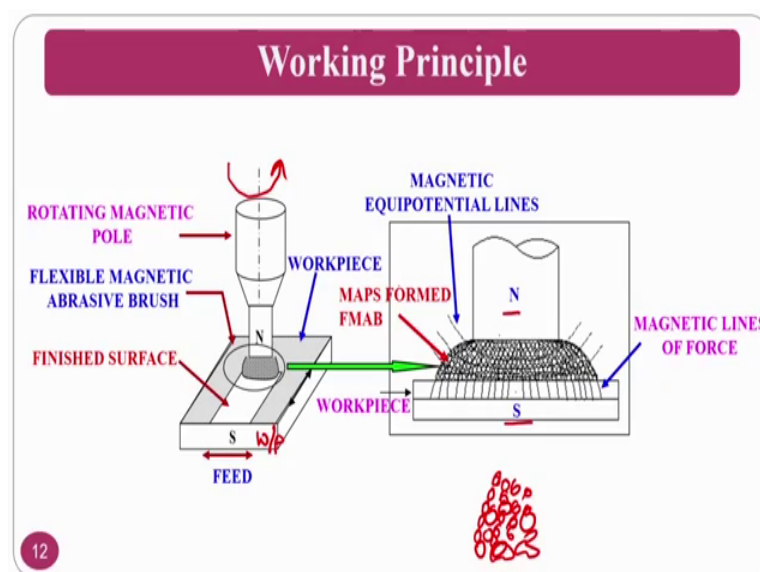 Working Principle
ROTATING MAGNETIC
POLE
FLEXIBLE MAGNETIC
ABRASIVE BRUSH
FINISHED SURFACE
WORKPIECE
N
S
W/P
FEED
MAGNETIC
EQUIPOTENTIAL LINES
MAPS FORMED
FMAB
N
MAGNETIC LINES
OF FORCE
WORKPIECE
S
12